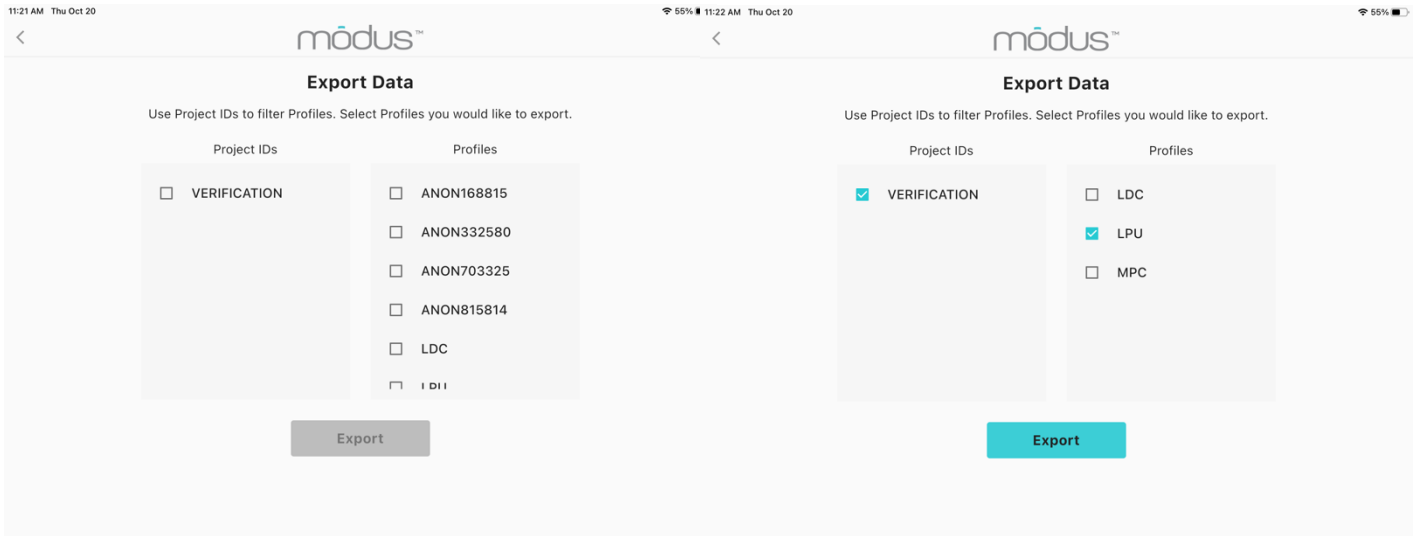 11:21 AM Thu Oct 20
55%
mōdus™
Export Data
Use Project IDs to filter Profiles. Select Profiles you would like to export.
Project IDs
Profiles
VERIFICATION
ANON168815
ANON332580
ANON703325
ANON815814
LDC
LPU
Export
11:22 AM Thu Oct 20
55%
mōdus™
Export Data
Use Project IDs to filter Profiles. Select Profiles you would like to export.
Project IDs
Profiles
VERIFICATION
LDC
LPU
MPC
Export